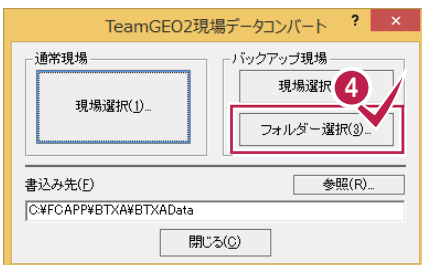 TeamGEO2現場データコンバート ? ×
通常現場
バックアップ現場
現場選択(1)...
現場選択
4
フォルダー選択(3)...
書込み先(F)
参照(R)...
C:¥FCAPP¥BTXA¥BTXAData
閉じる(C)